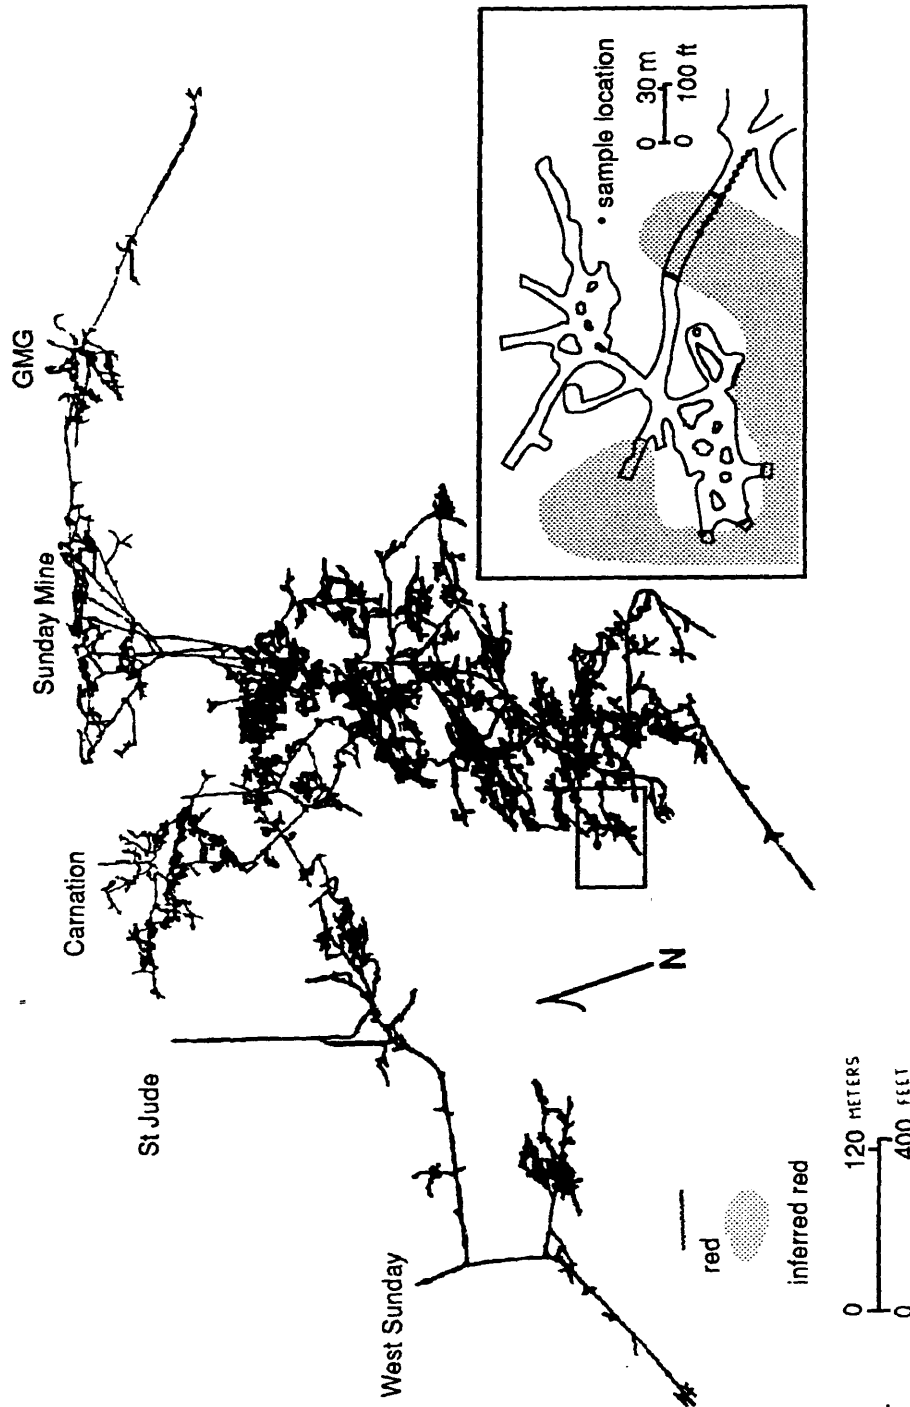 GMG
Sunday Mine
Carnation
St Jude
West Sunday
• sample location
0 30 m
0 100 ft
N
red
inferred red
0 120 METERS
0 400 FEET